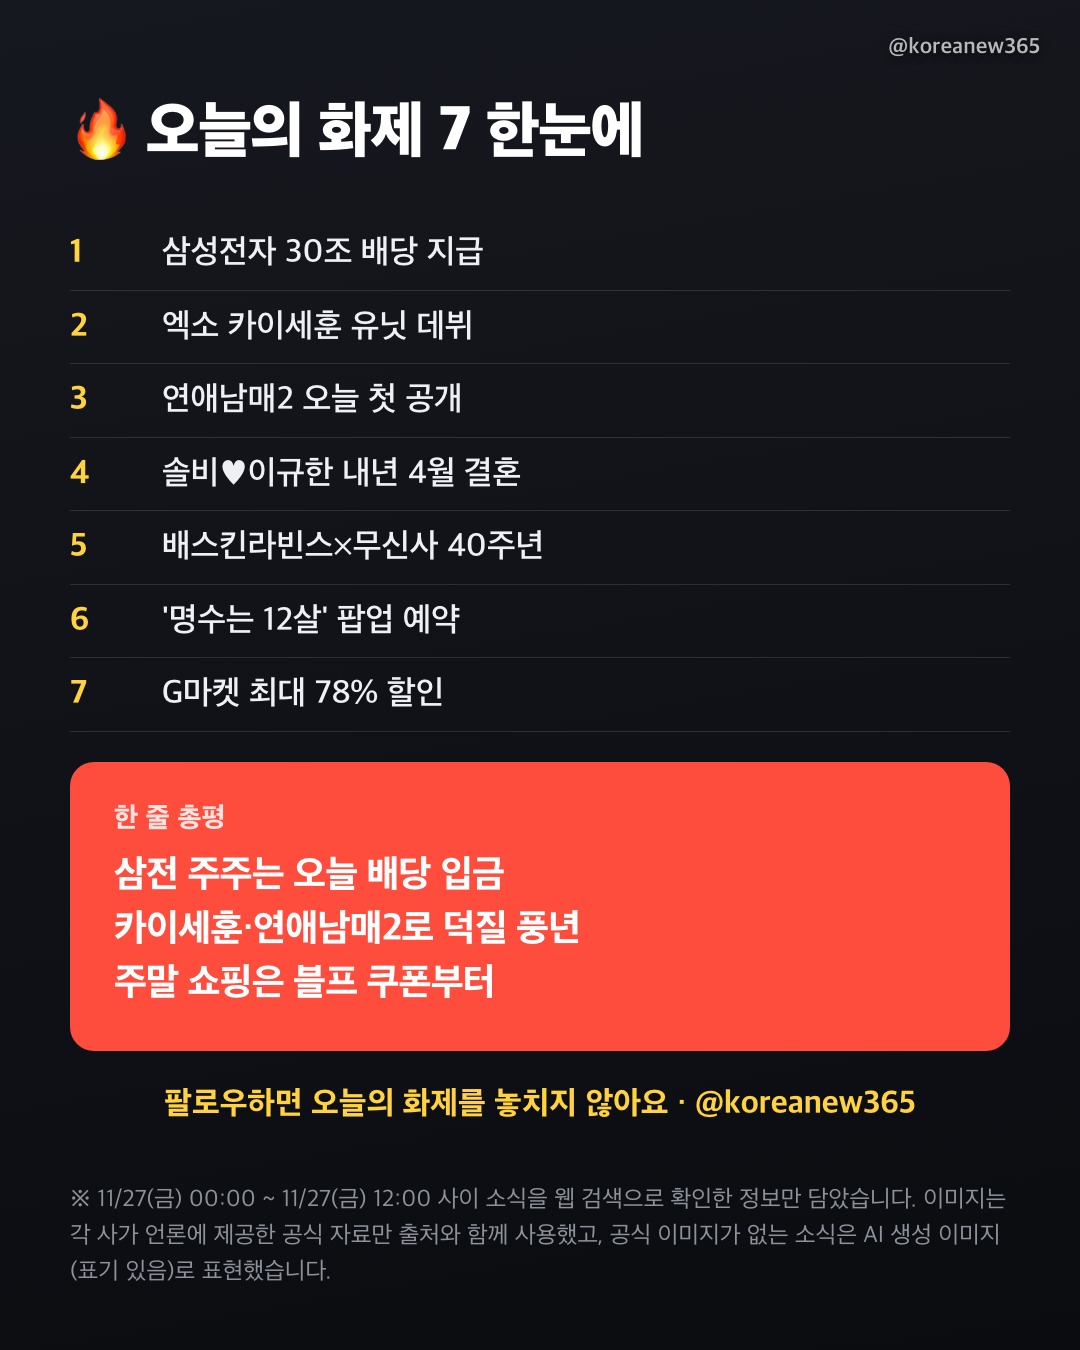 @koreanew365
🔥 오늘의 화제 7 한눈에
1 삼성전자 30조 배당 지급
2 엑소 카이세훈 유닛 데뷔
3 연애남매2 오늘 첫 공개
4 솔비♥이규한 내년 4월 결혼
5 배스킨라빈스×무신사 40주년
6 '명수는 12살' 팝업 예약
7 G마켓 최대 78% 할인
한 줄 총평
삼전 주주는 오늘 배당 입금
카이세훈·연애남매2로 덕질 풍년
주말 쇼핑은 블프 쿠폰부터
팔로우하면 오늘의 화제를 놓치지 않아요 · @koreanew365
※ 11/27(금) 00:00 ~ 11/27(금) 12:00 사이 소식을 웹 검색으로 확인한 정보만 담았습니다. 이미지는
각 사가 언론에 제공한 공식 자료만 출처와 함께 사용했고, 공식 이미지가 없는 소식은 AI 생성 이미지
(표기 있음)로 표현했습니다.